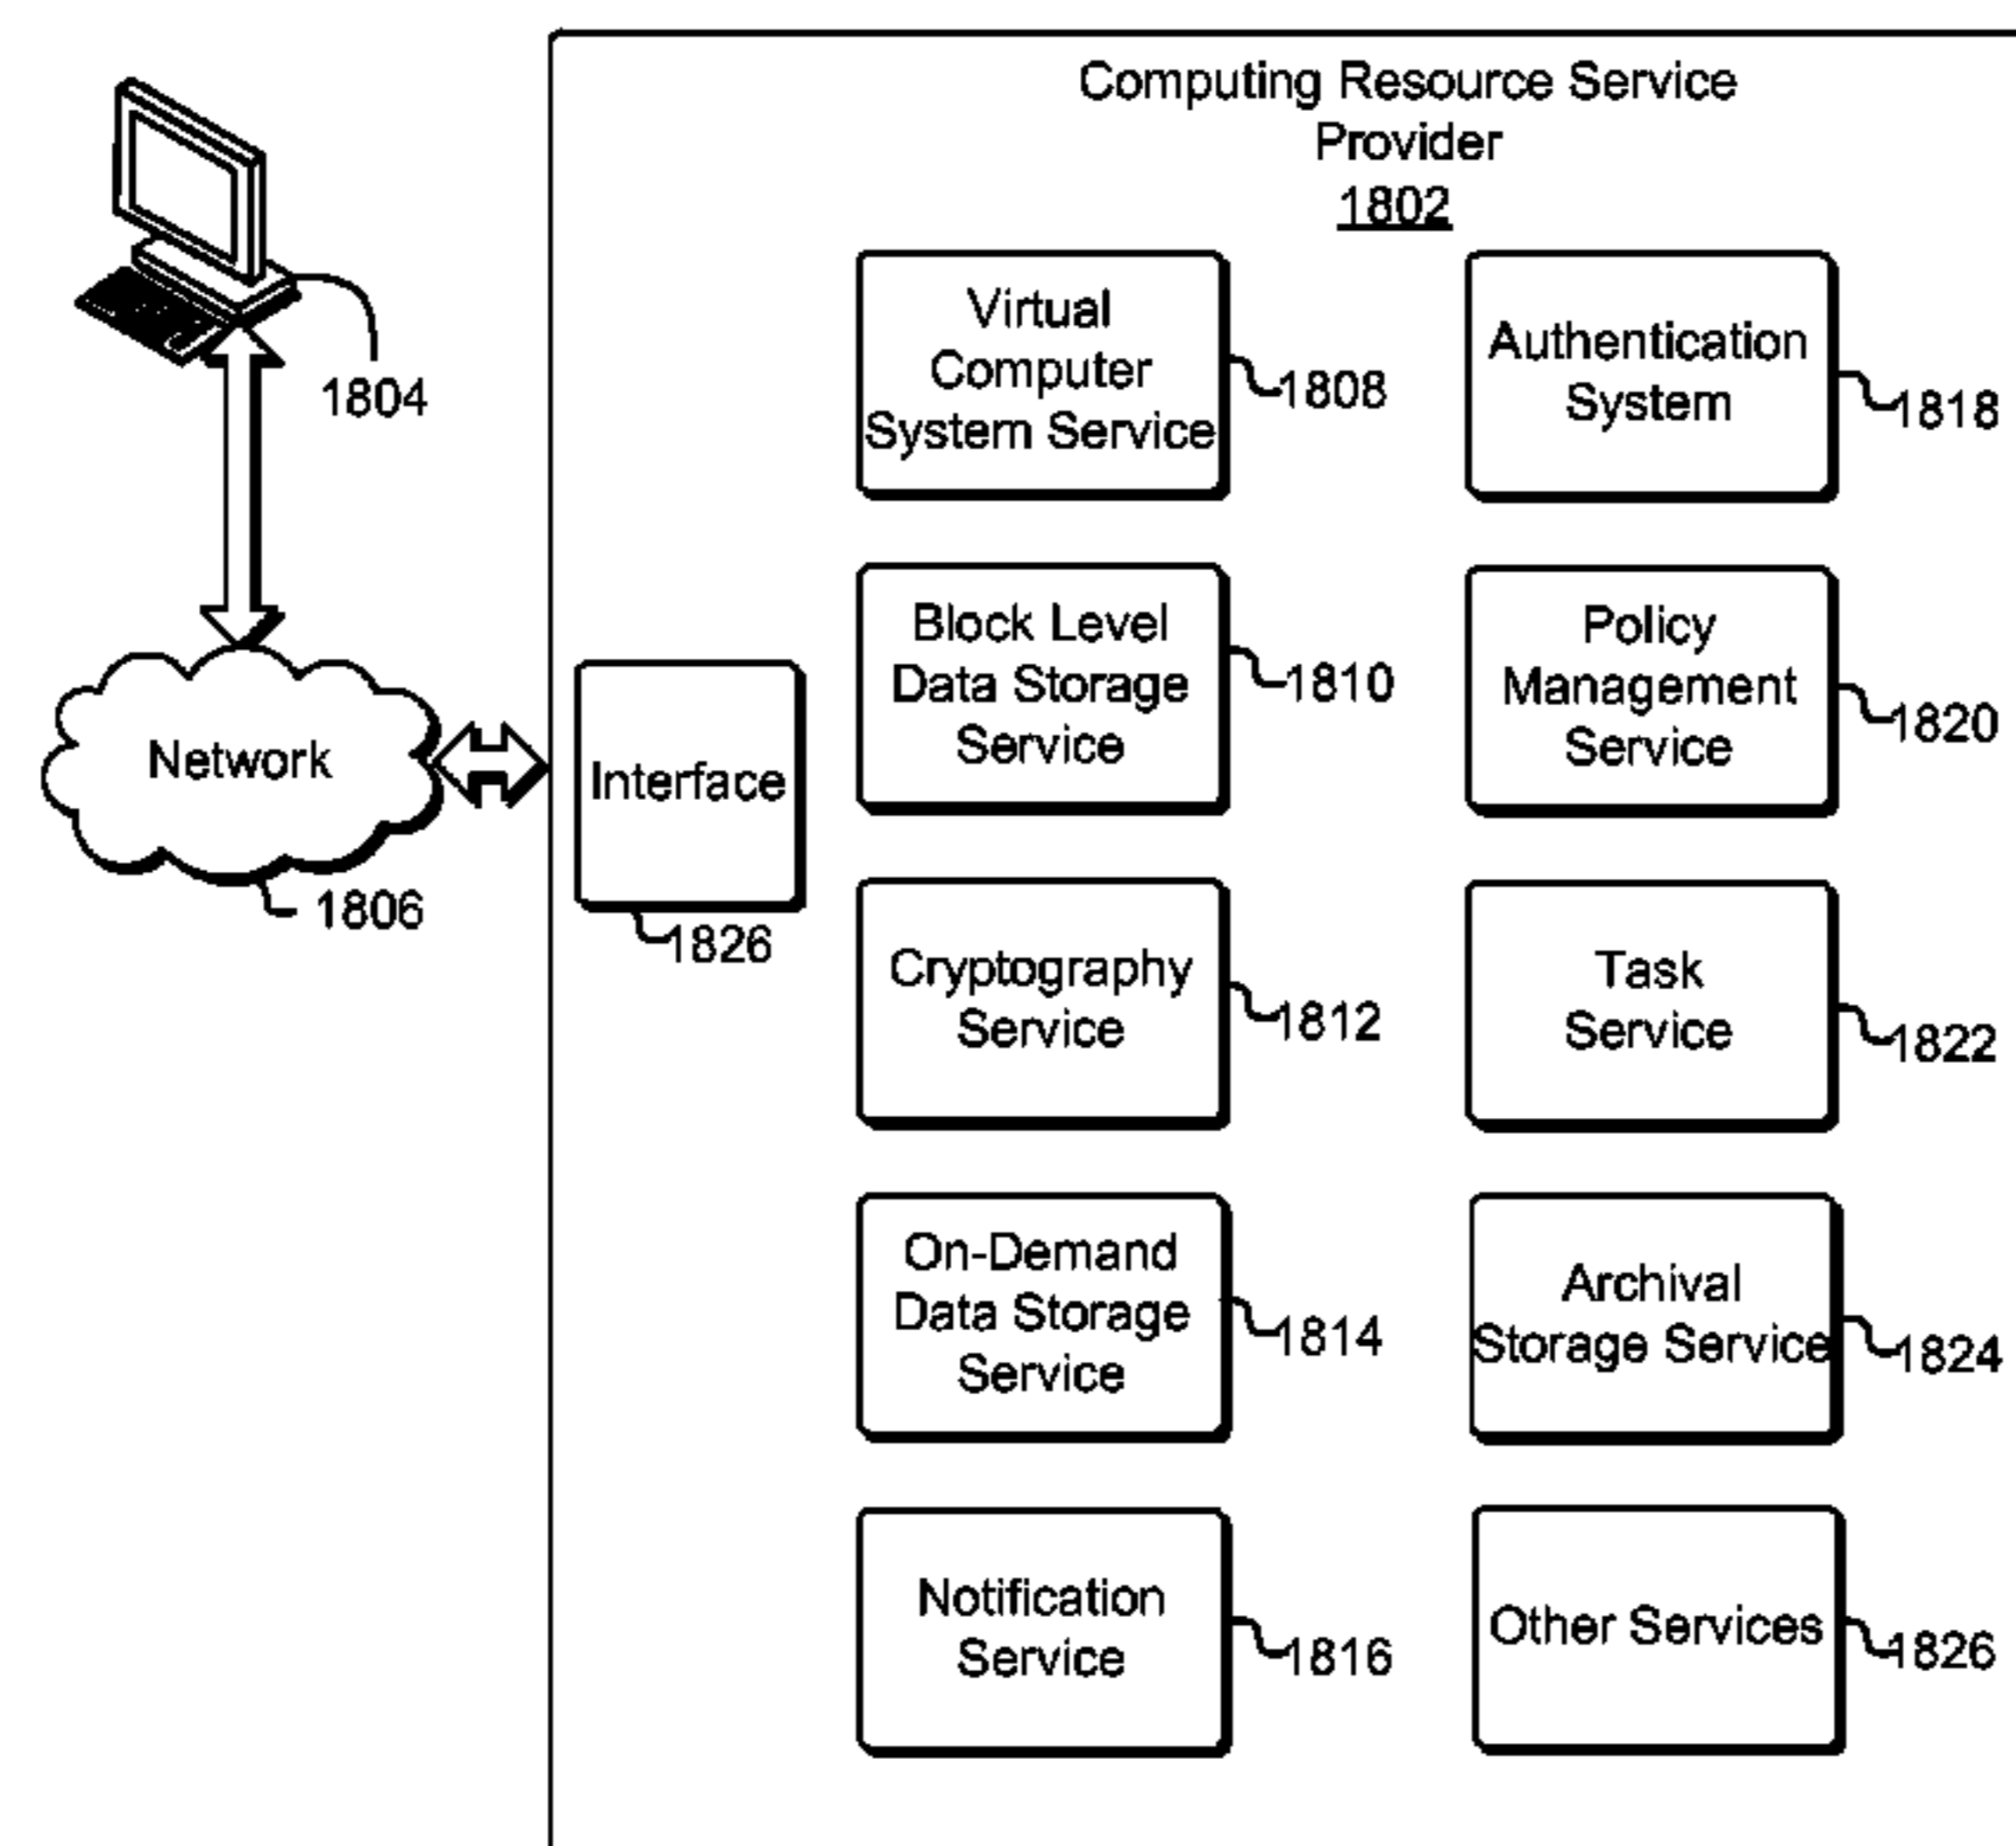 Computing Resource Service
Provider
1802
1804
Network
1806
Interface
1826
Virtual
Computer
System Service
1808
Authentication
System
1818
Block Level
Data Storage
Service
1810
Policy
Management
Service
1820
Cryptography
Service
1812
Task
Service
1822
On-Demand
Data Storage
Service
1814
Archival
Storage Service
1824
Notification
Service
1816
Other Services
1826